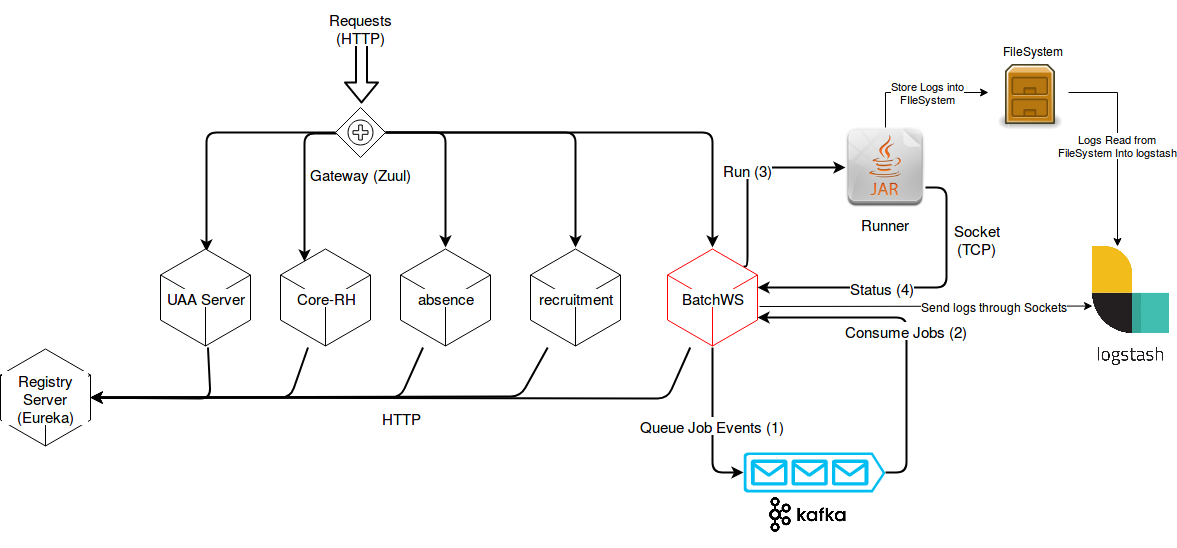 Requests
(HTTP)
FileSystem
Store Logs into
FIleSystem
Logs Read from
FileSystem Into logstash
Gateway (Zuul)
Run (3)
JAR
Runner
Socket
(TCP)
UAA Server
Core-RH
absence
recruitment
BatchWS
Status (4)
Send logs through Sockets
Consume Jobs (2)
logstash
Registry
Server
(Eureka)
HTTP
Queue Job Events (1)
kafka